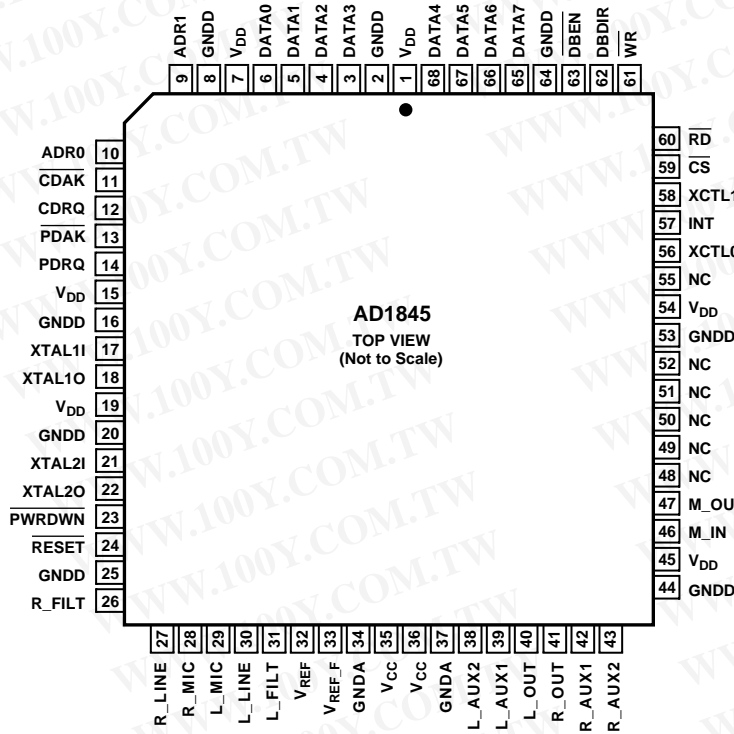 ADR1
GNDD
VDD
DATA0
DATA1
DATA2
DATA3
GNDD
VDD
DATA4
DATA5
DATA6
DATA7
GNDD
DBEN
DBDIR
WR
9 8 7 6 5 4 3 2 1 68 67 66 65 64 63 62 61
ADR0 10
CDAK 11
CDRQ 12
PDAK 13
PDRQ 14
VDD 15
GNDD 16
XTAL1I 17
XTAL1O 18
VDD 19
GNDD 20
XTAL2I 21
XTAL2O 22
PWRDWN 23
RESET 24
GNDD 25
R_FILT 26
AD1845
TOP VIEW
(Not to Scale)
60 RD
59 CS
58 XCTL1
57 INT
56 XCTL0
55 NC
54 VDD
53 GNDD
52 NC
51 NC
50 NC
49 NC
48 NC
47 M_OU
46 M_IN
45 VDD
44 GNDD
27 28 29 30 31 32 33 34 35 36 37 38 39 40 41 42 43
R_LINE
R_MIC
L_MIC
L_LINE
L_FILT
VREF
VREF_F
GNDA
VCC
VCC
GNDA
L_AUX2
L_AUX1
L_OUT
R_OUT
R_AUX1
R_AUX2
WWW.100Y.COM.TW